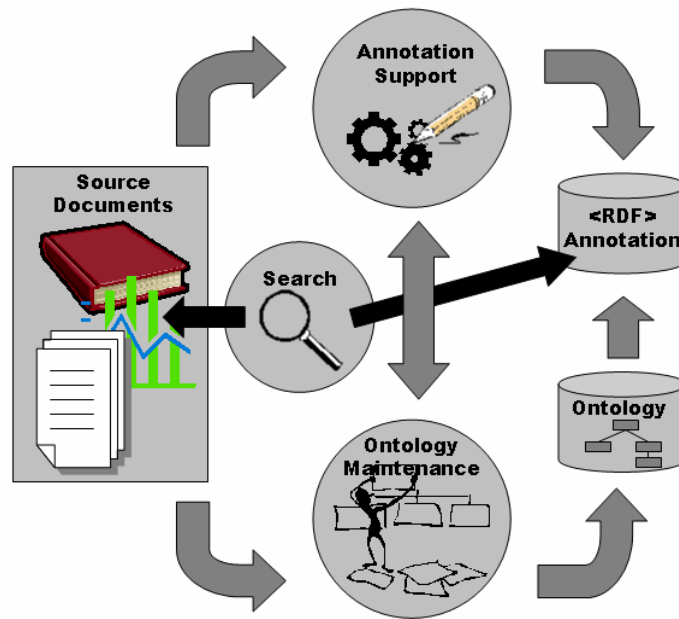 Annotation
Support
Source
Documents
<RDF>
Annotation
Search
Ontology
Ontology
Maintenance